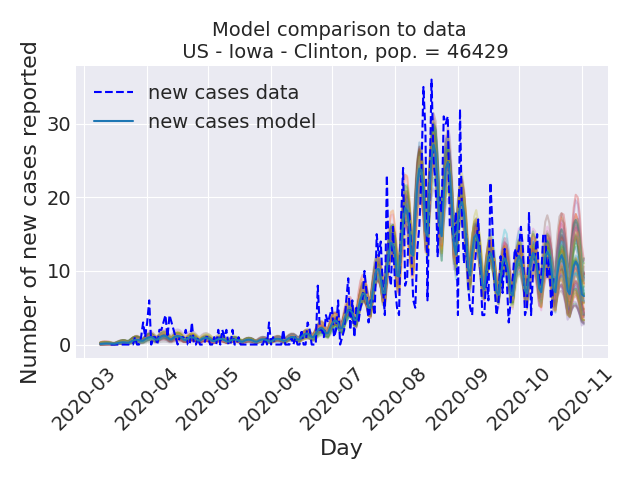 Model comparison to data
US - Iowa - Clinton, pop. = 46429
Number of new cases reported
new cases data
new cases model
30
20
10
0
2020-03
2020-04
2020-05
2020-06
2020-07
2020-08
2020-09
2020-10
2020-11
Day